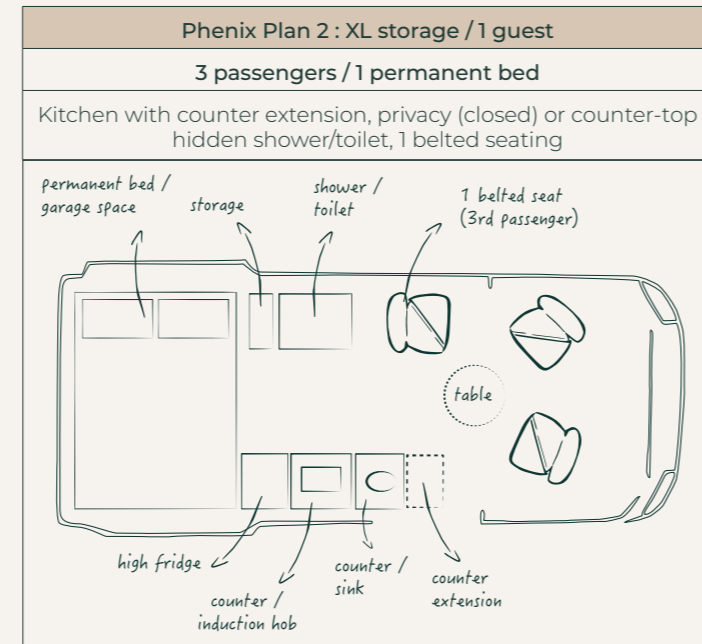 Phenix Plan 2 : XL storage / 1 guest
3 passengers / 1 permanent bed
Kitchen with counter extension, privacy (closed) or counter-top
hidden shower/toilet, 1 belted seating
permanent bed /
garage space
storage
shower /
toilet
1 belted seat
(3rd passenger)
table
high fridge
counter /
induction hob
counter /
sink
counter
extension